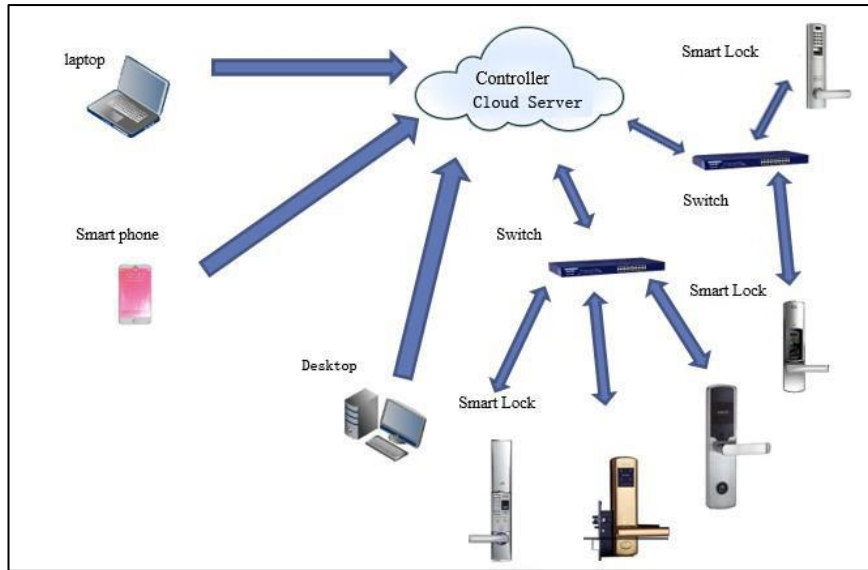 Smart Lock
laptop
Controller
Cloud Server
Switch
Smart phone
Switch
Smart Lock
Desktop
Smart Lock